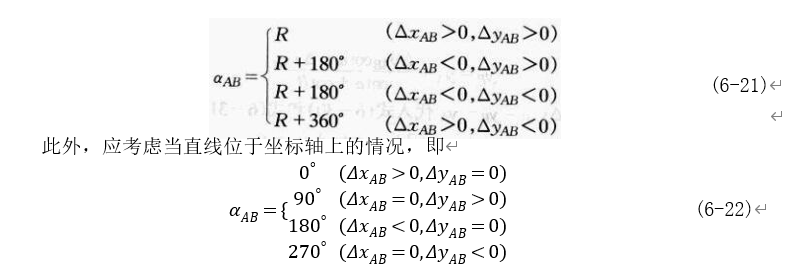 R (Δx_AB>0,Δy_AB>0)
R+180° (Δx_AB<0,Δy_AB>0)
α_AB={
R+180° (Δx_AB<0,Δy_AB<0)
R+360° (Δx_AB>0,Δy_AB<0)
(6-21)
此外，应考虑当直线位于坐标轴上的情况，即
0° (Δx_AB>0,Δy_AB=0)
90° (Δx_AB=0,Δy_AB>0)
α_AB={
180° (Δx_AB<0,Δy_AB=0)
270° (Δx_AB=0,Δy_AB<0)
(6-22)